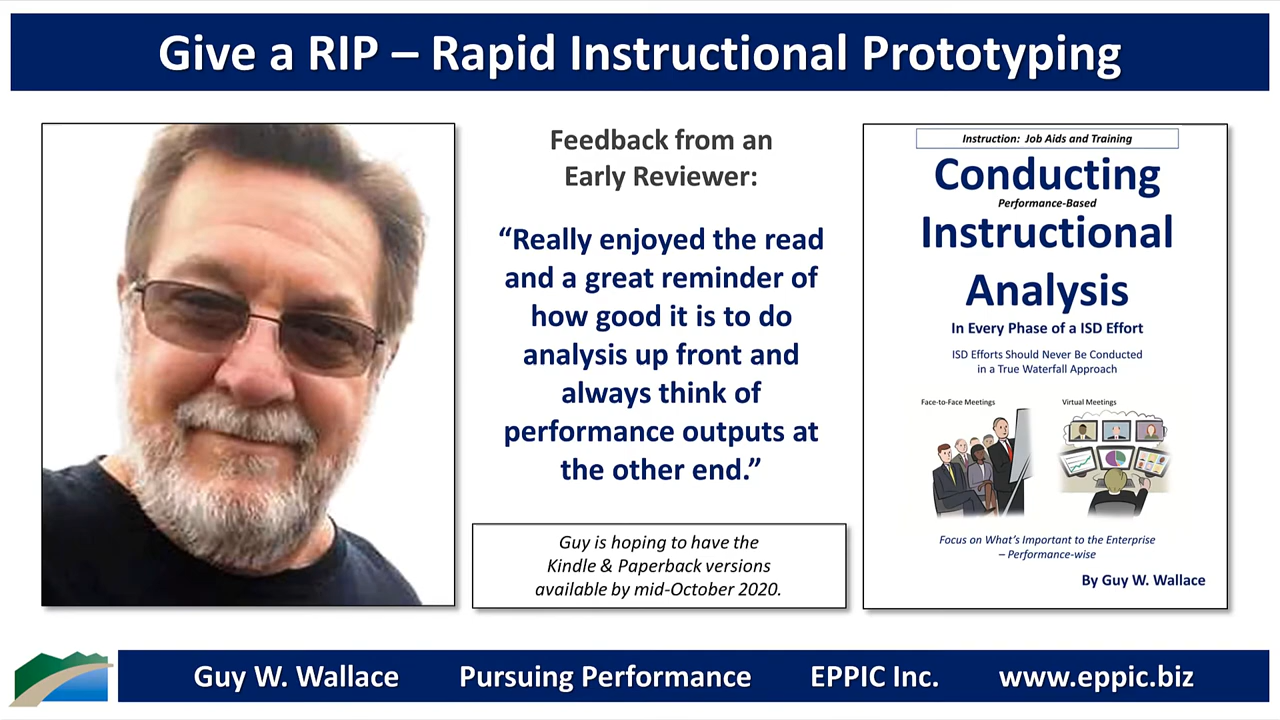 Give a RIP – Rapid Instructional Prototyping
Feedback from an
Early Reviewer:
“Really enjoyed the read
and a great reminder of
how good it is to do
analysis up front and
always think of
performance outputs at
the other end.”
Guy is hoping to have the
Kindle & Paperback versions
available by mid-October 2020.
Instruction: Job Aids and Training
Conducting
Performance-Based
Instructional
Analysis
In Every Phase of a ISD Effort
ISD Efforts Should Never Be Conducted
in a True Waterfall Approach
Face-to-Face Meetings
Virtual Meetings
Focus on What’s Important to the Enterprise
– Performance-wise
By Guy W. Wallace
Guy W. Wallace Pursuing Performance EPPIC Inc. www.eppic.biz